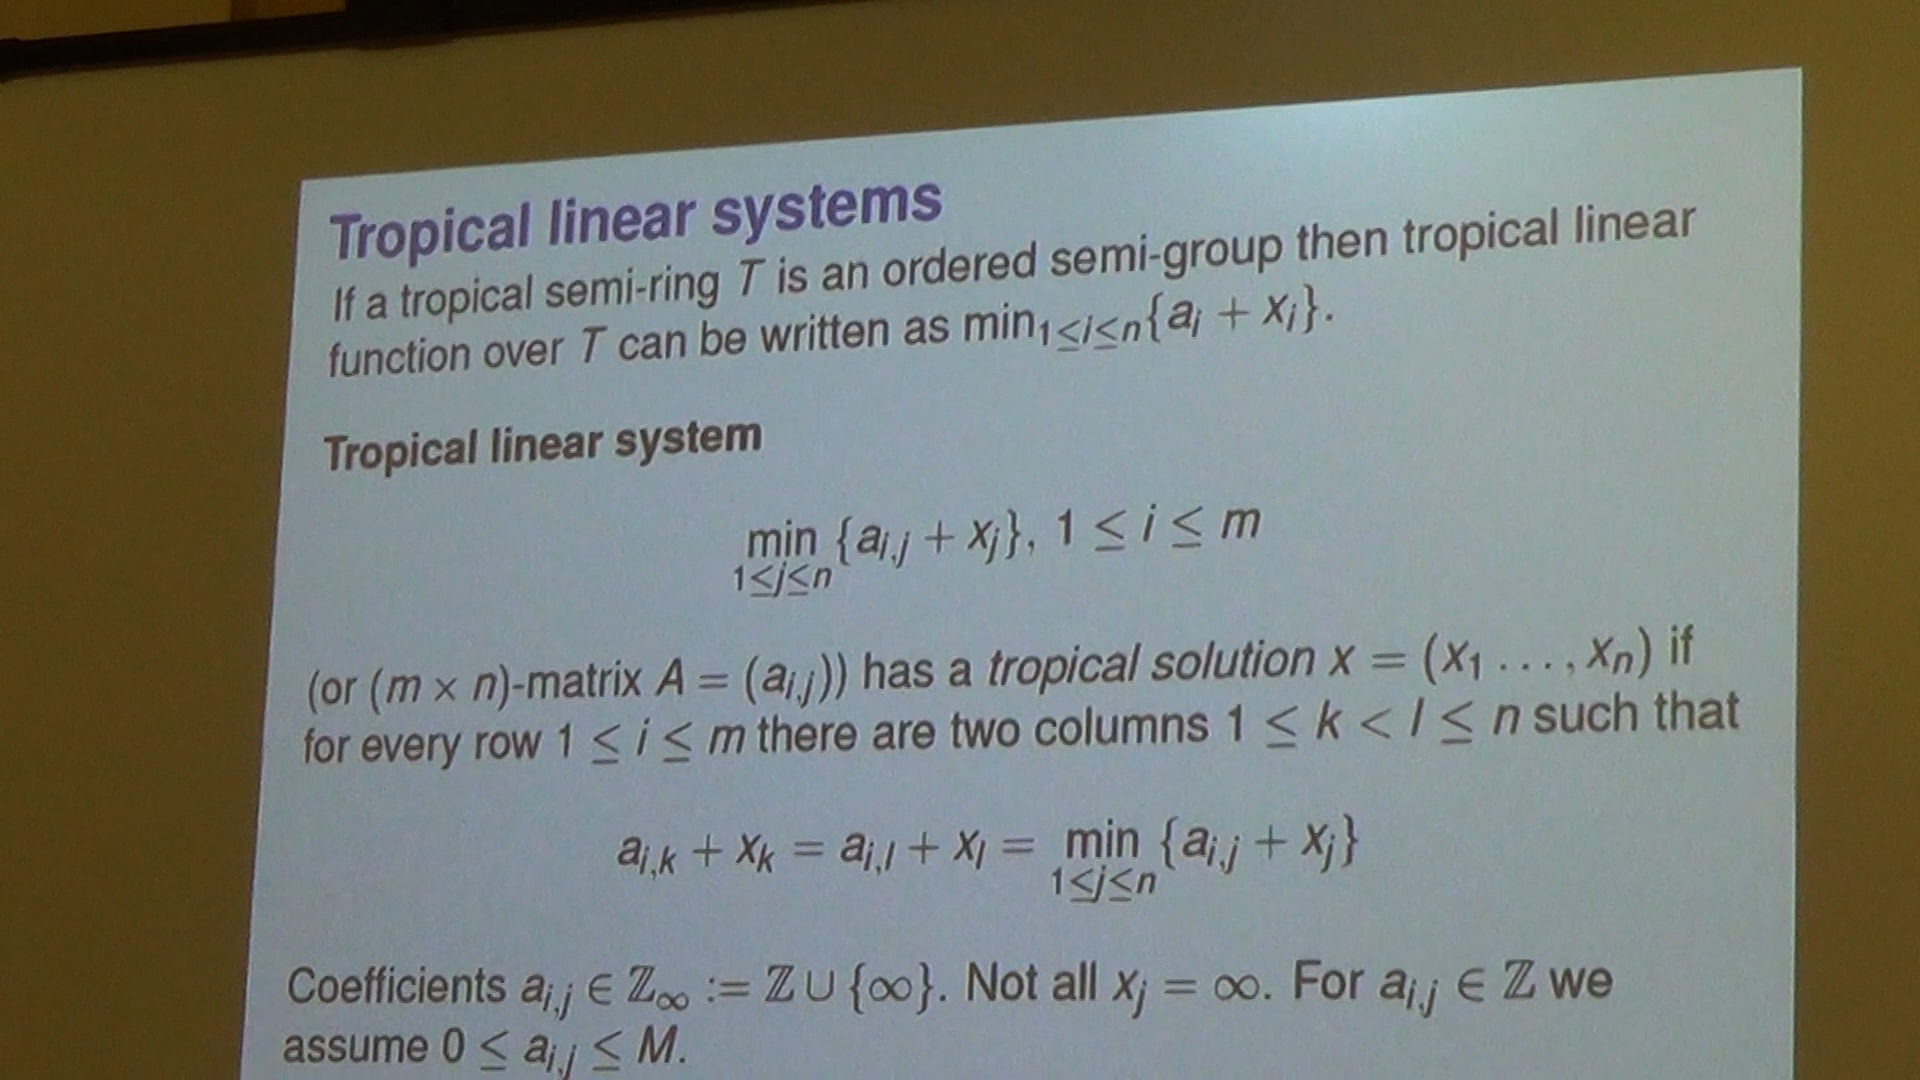 Tropical linear systems
If a tropical semi-ring T is an ordered semi-group then tropical linear
function over T can be written as min_{1≤i≤n}{a_i + x_i}.
Tropical linear system
min_{1≤j≤n} {a_{i,j} + x_j}, 1 ≤ i ≤ m
(or (m × n)-matrix A = (a_{i,j})) has a tropical solution x = (x_1 ..., x_n) if
for every row 1 ≤ i ≤ m there are two columns 1 ≤ k < l ≤ n such that
a_{i,k} + x_k = a_{i,l} + x_l = min_{1≤j≤n} {a_{i,j} + x_j}
Coefficients a_{i,j} ∈ ℤ_∞ := ℤ ∪ {∞}. Not all x_j = ∞. For a_{i,j} ∈ ℤ we
assume 0 ≤ a_{i,j} ≤ M.